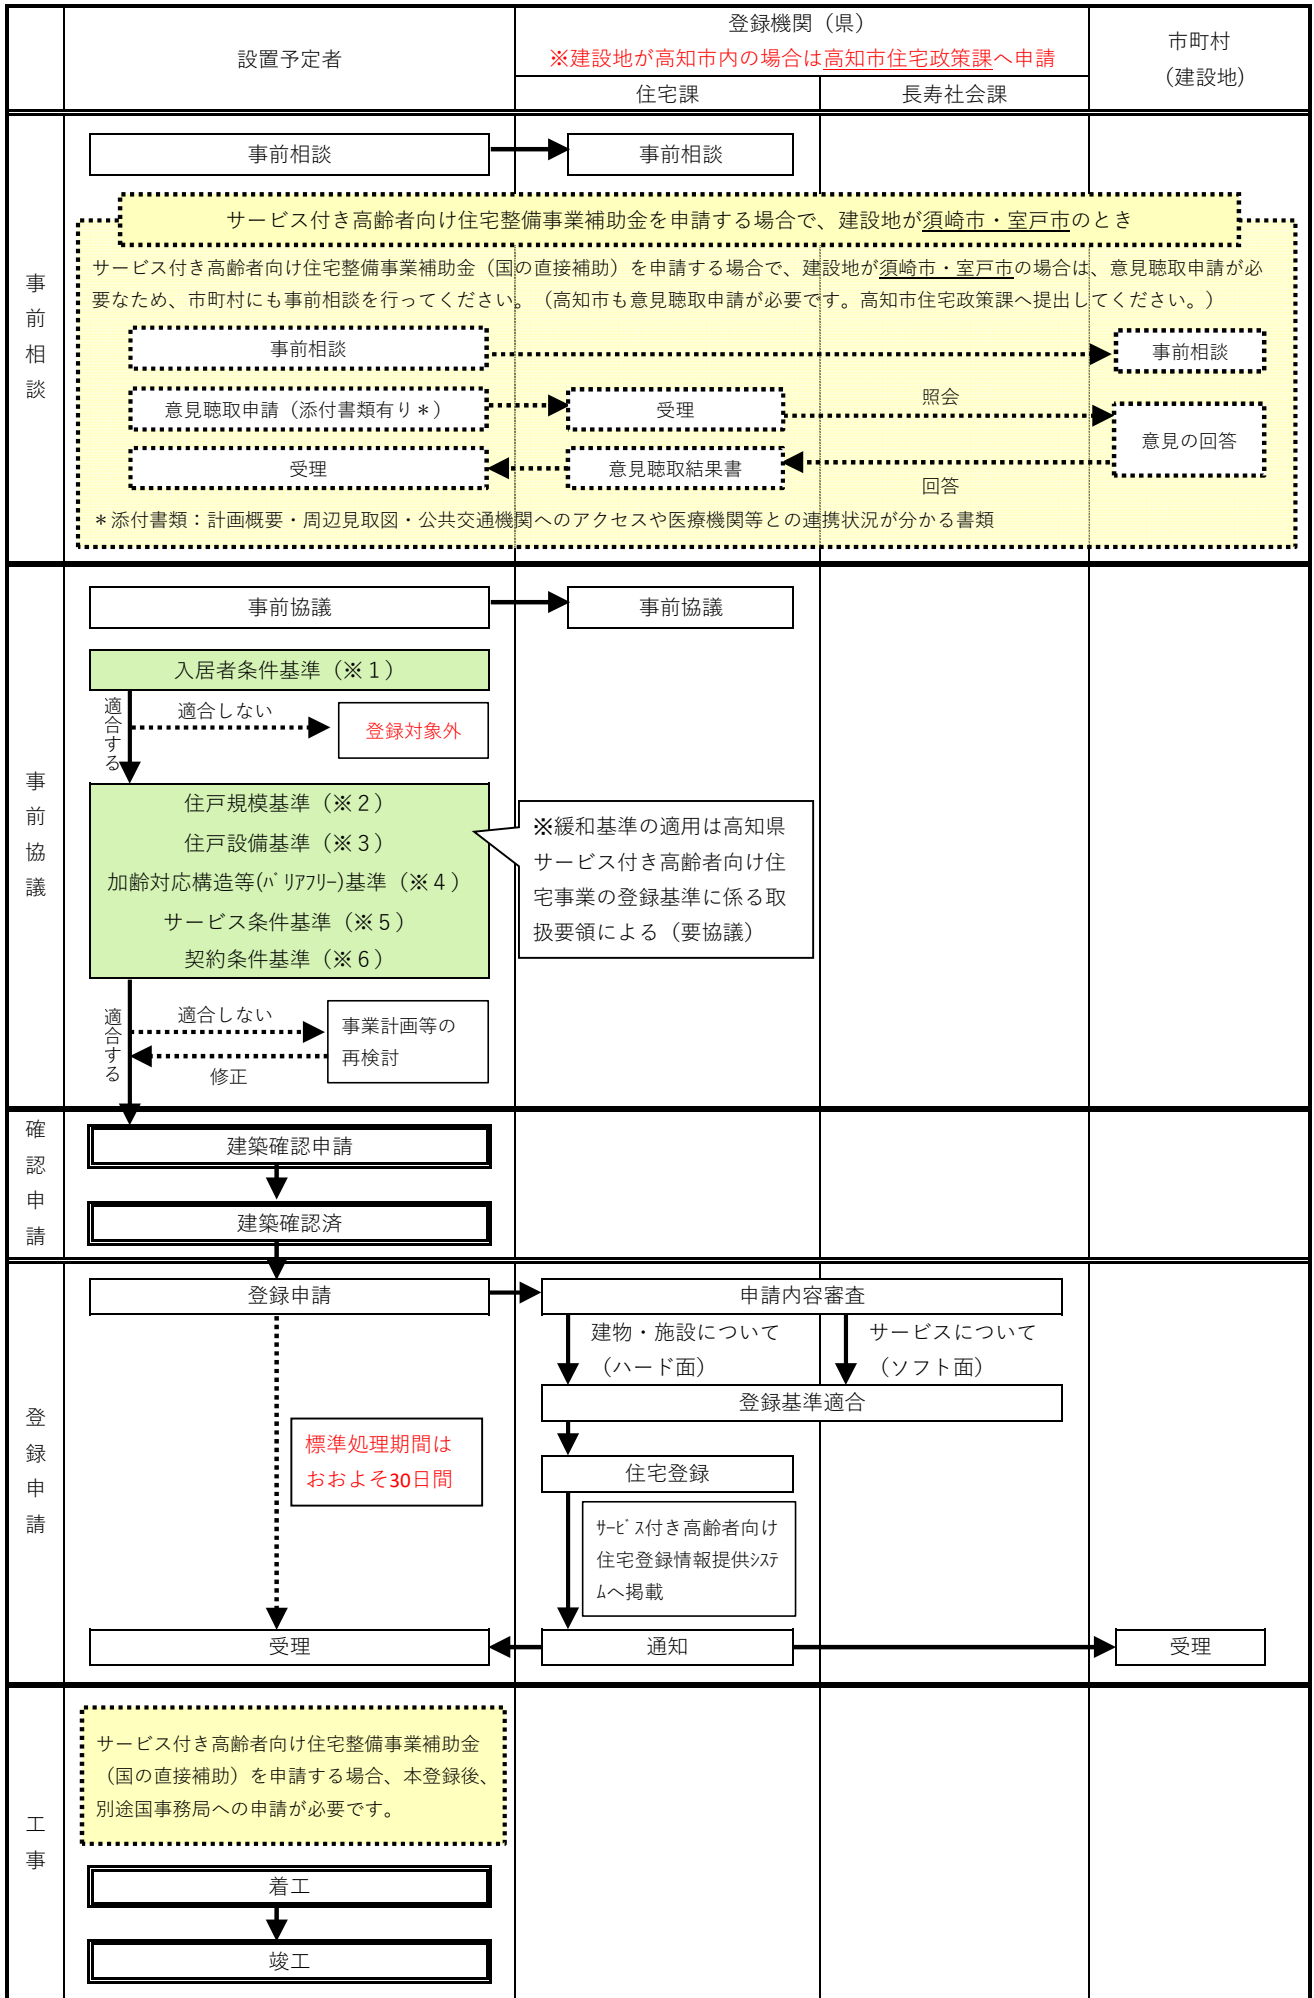 設置予定者
登録機関（県）
※建設地が高知市内の場合は高知市住宅政策課へ申請
住宅課
長寿社会課
市町村
（建設地）
事前相談
事前相談
事前相談
サービス付き高齢者向け住宅整備事業補助金を申請する場合で、建設地が須崎市・室戸市のとき
サービス付き高齢者向け住宅整備事業補助金（国の直接補助）を申請する場合で、建設地が須崎市・室戸市の場合は、意見聴取申請が必
要なため、市町村にも事前相談を行ってください。（高知市も意見聴取申請が必要です。高知市住宅政策課へ提出してください。）
事前相談
事前相談
意見聴取申請（添付書類有り＊）
受理
照会
意見の回答
受理
意見聴取結果書
回答
＊添付書類：計画概要・周辺見取図・公共交通機関へのアクセスや医療機関等との連携状況が分かる書類
事前協議
事前協議
事前協議
入居者条件基準（※１）
適合する
適合しない
登録対象外
住戸規模基準（※２）
住戸設備基準（※３）
加齢対応構造等(ﾊﾞﾘｱﾌﾘｰ)基準（※４）
サービス条件基準（※５）
契約条件基準（※６）
※緩和基準の適用は高知県
サービス付き高齢者向け住
宅事業の登録基準に係る取
扱要領による（要協議）
適合する
適合しない
事業計画等の
再検討
修正
確認申請
建築確認申請
建築確認済
登録申請
登録申請
申請内容審査
建物・施設について
（ハード面）
サービスについて
（ソフト面）
登録基準適合
標準処理期間は
おおよそ30日間
住宅登録
ｻｰﾋﾞｽ付き高齢者向け
住宅登録情報提供ｼｽﾃ
ﾑへ掲載
受理
通知
受理
工事
サービス付き高齢者向け住宅整備事業補助金
（国の直接補助）を申請する場合、本登録後、
別途国事務局への申請が必要です。
着工
竣工